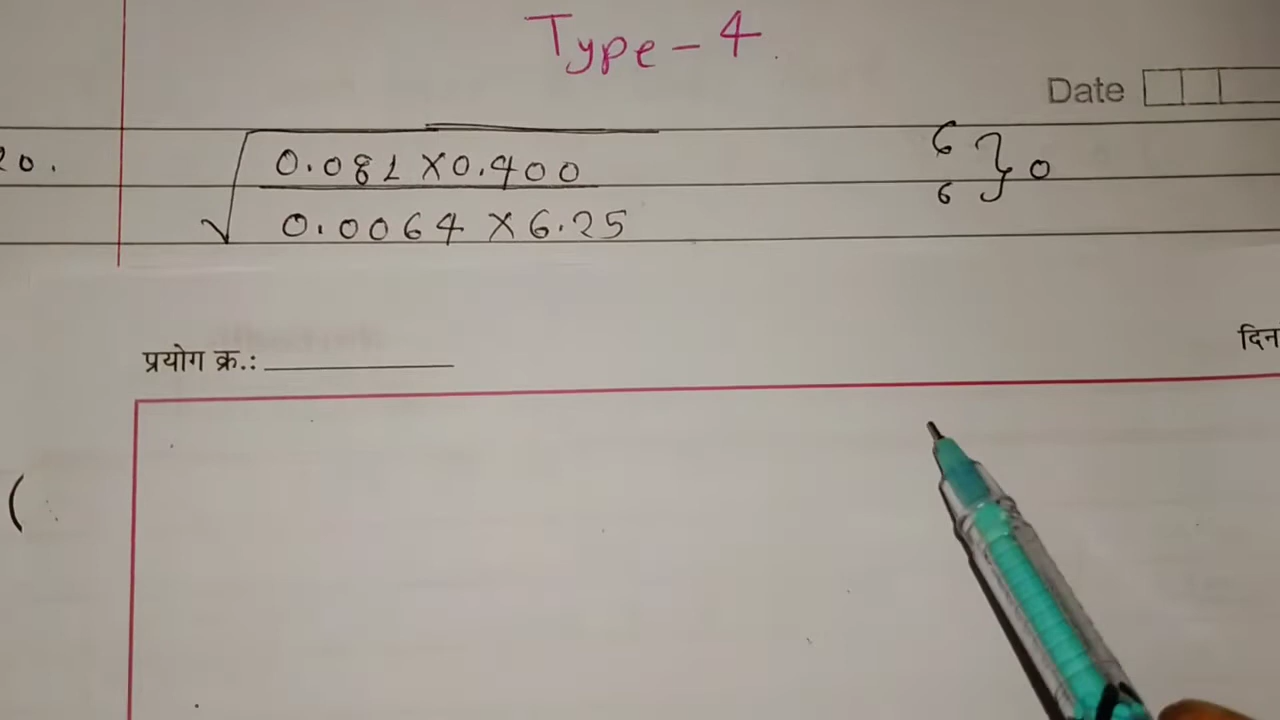 Type-4
Date
20.
√ 0.081 × 0.400
0.0064 × 6.25
6
6 } 0
प्रयोग क्र.:
दिन
(